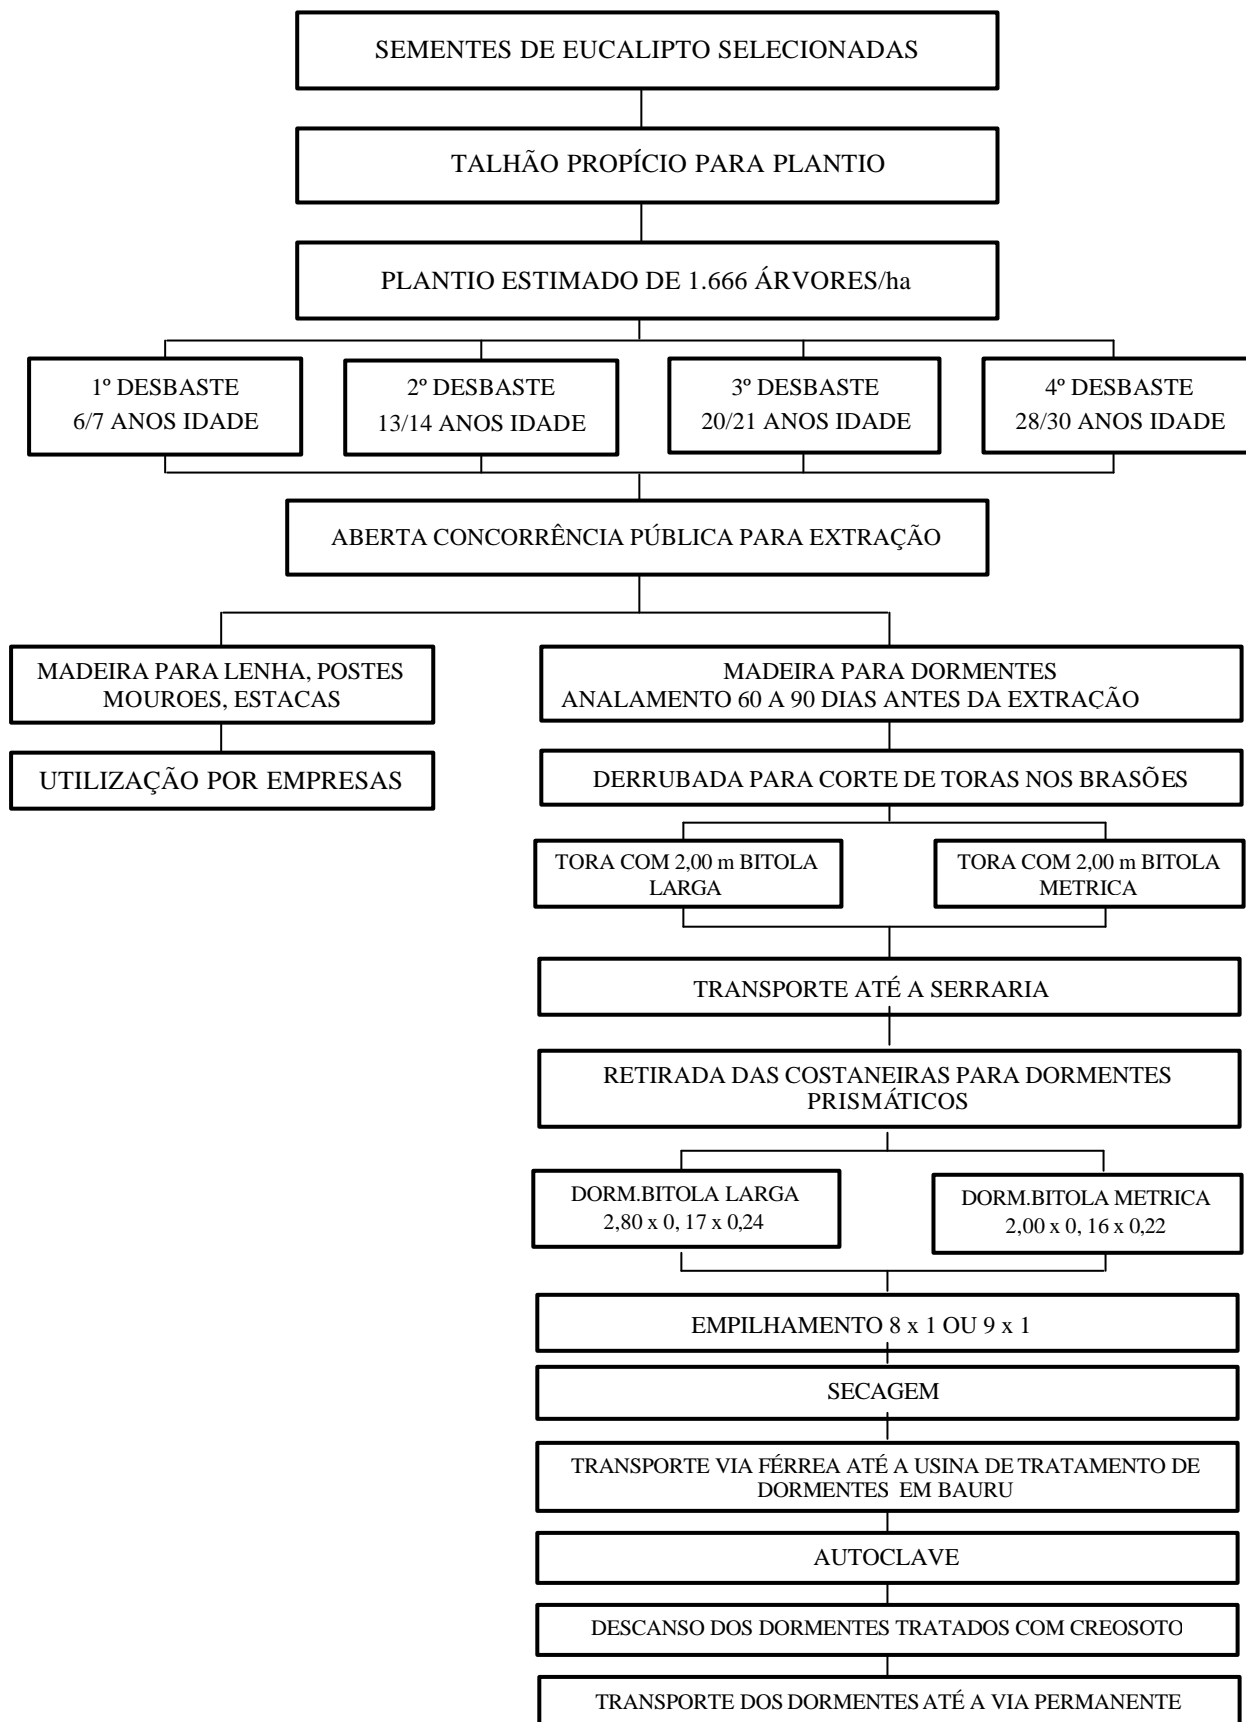 SEMENTES DE EUCALIPTO SELECIONADAS
TALHÃO PROPÍCIO PARA PLANTIO
PLANTIO ESTIMADO DE 1.666 ÁRVORES/ha
1º DESBASTE
6/7 ANOS IDADE
2º DESBASTE
13/14 ANOS IDADE
3º DESBASTE
20/21 ANOS IDADE
4º DESBASTE
28/30 ANOS IDADE
ABERTA CONCORRÊNCIA PÚBLICA PARA EXTRAÇÃO
MADEIRA PARA LENHA, POSTES
MOUROES, ESTACAS
UTILIZAÇÃO POR EMPRESAS
MADEIRA PARA DORMENTES
ANALAMENTO 60 A 90 DIAS ANTES DA EXTRAÇÃO
DERRUBADA PARA CORTE DE TORAS NOS BRASÕES
TORA COM 2,00 m BITOLA
LARGA
TORA COM 2,00 m BITOLA
METRICA
TRANSPORTE ATÉ A SERRARIA
RETIRADA DAS COSTANEIRAS PARA DORMENTES
PRISMÁTICOS
DORM.BITOLA LARGA
2,80 x 0, 17 x 0,24
DORM.BITOLA METRICA
2,00 x 0, 16 x 0,22
EMPILHAMENTO 8 x 1 OU 9 x 1
SECAGEM
TRANSPORTE VIA FÉRREA ATÉ A USINA DE TRATAMENTO DE
DORMENTES EM BAURU
AUTOCLAVE
DESCANSO DOS DORMENTES TRATADOS COM CREOSOTO
TRANSPORTE DOS DORMENTES ATÉ A VIA PERMANENTE